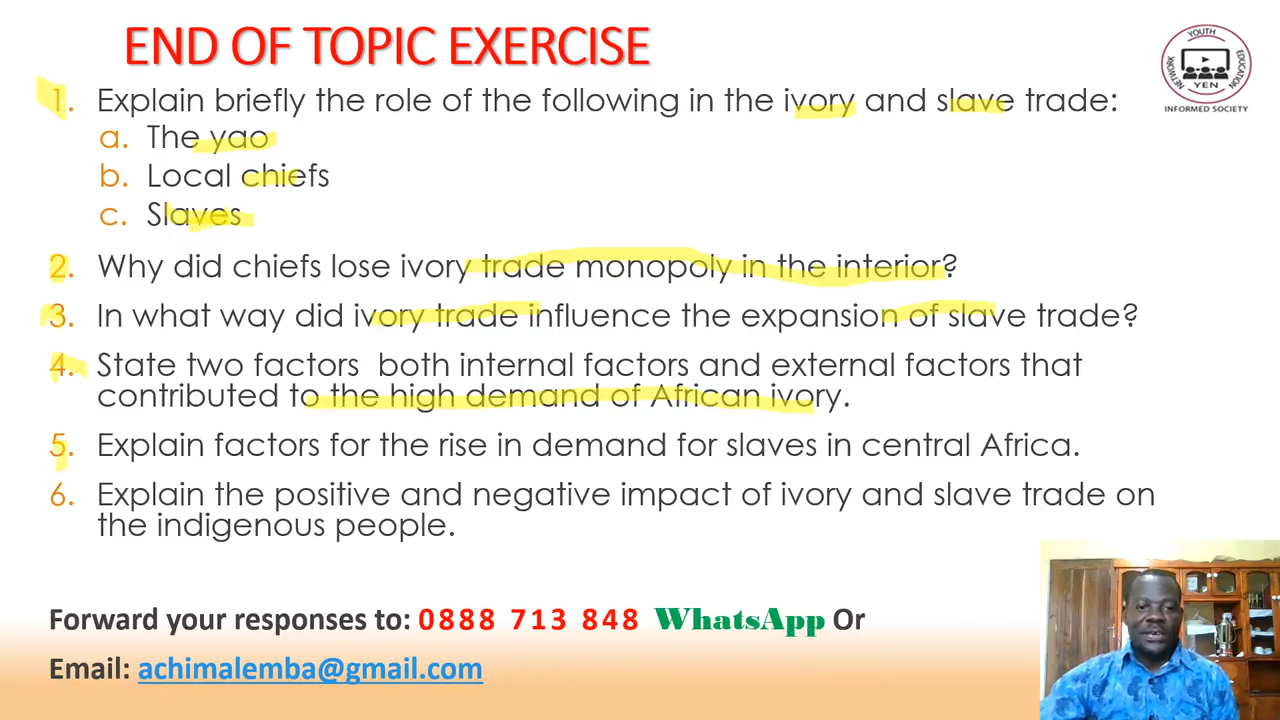 END OF TOPIC EXERCISE
YOUTH
EDUCATION
NETWORK
YEN
INFORMED SOCIETY
1. Explain briefly the role of the following in the ivory and slave trade:
a. The yao
b. Local chiefs
c. Slaves
2. Why did chiefs lose ivory trade monopoly in the interior?
3. In what way did ivory trade influence the expansion of slave trade?
4. State two factors  both internal factors and external factors that
contributed to the high demand of African ivory.
5. Explain factors for the rise in demand for slaves in central Africa.
6. Explain the positive and negative impact of ivory and slave trade on
the indigenous people.
Forward your responses to: 0888 713 848 WhatsApp Or
Email: achimalemba@gmail.com